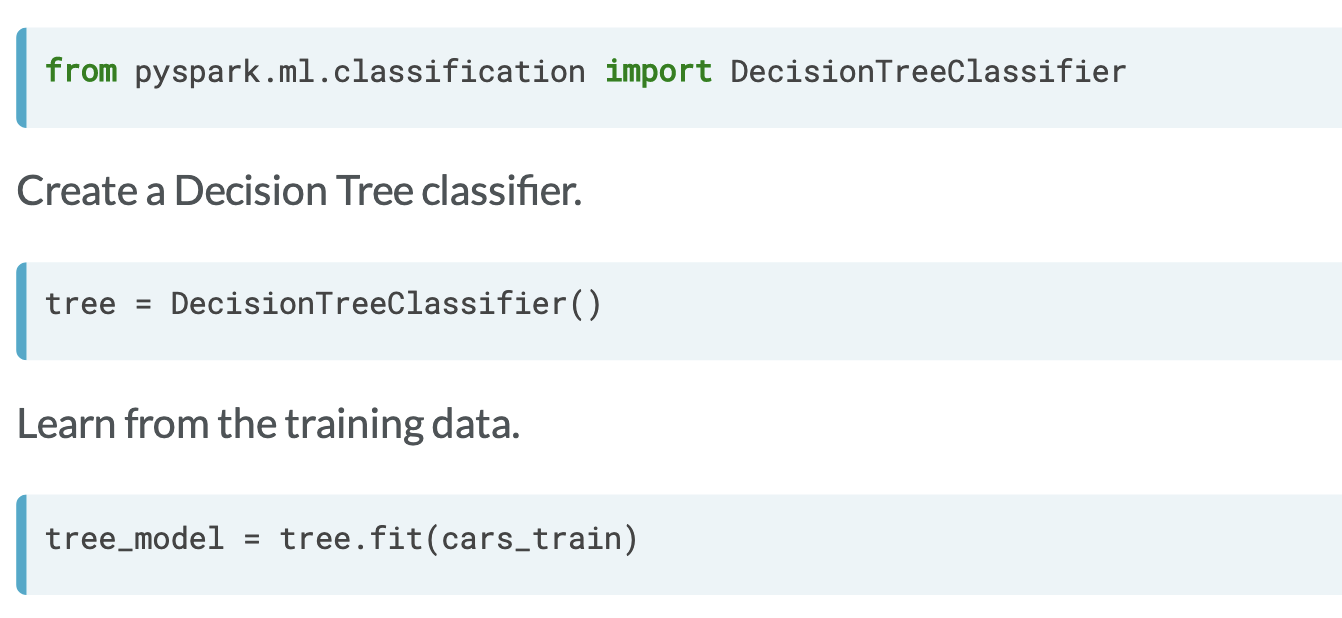 from pyspark.ml.classification import DecisionTreeClassifier
Create a Decision Tree classifier.
tree = DecisionTreeClassifier()
Learn from the training data.
tree_model = tree.fit(cars_train)